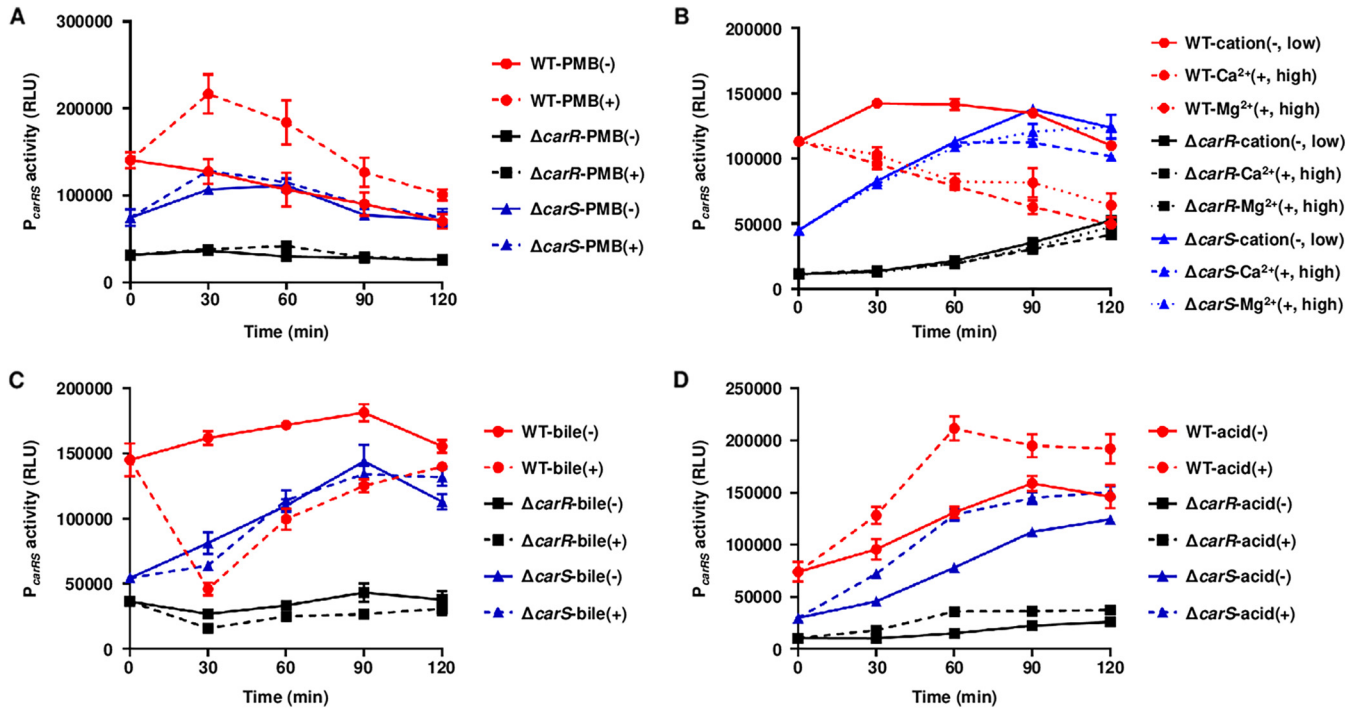 A
300000
200000
100000
0
P carRS activity (RLU)
0 30 60 90 120
Time (min)
WT-PMB(-)
WT-PMB(+)
ΔcarR-PMB(-)
ΔcarR-PMB(+)
ΔcarS-PMB(-)
ΔcarS-PMB(+)
B
200000
150000
100000
50000
0
P carRS activity (RLU)
0 30 60 90 120
Time (min)
WT-cation(-, low)
WT-Ca²⁺(+, high)
WT-Mg²⁺(+, high)
ΔcarR-cation(-, low)
ΔcarR-Ca²⁺(+, high)
ΔcarR-Mg²⁺(+, high)
ΔcarS-cation(-, low)
ΔcarS-Ca²⁺(+, high)
ΔcarS-Mg²⁺(+, high)
C
200000
150000
100000
50000
0
P carRS activity (RLU)
0 30 60 90 120
Time (min)
WT-bile(-)
WT-bile(+)
ΔcarR-bile(-)
ΔcarR-bile(+)
ΔcarS-bile(-)
ΔcarS-bile(+)
D
250000
200000
150000
100000
50000
0
P carRS activity (RLU)
0 30 60 90 120
Time (min)
WT-acid(-)
WT-acid(+)
ΔcarR-acid(-)
ΔcarR-acid(+)
ΔcarS-acid(-)
ΔcarS-acid(+)